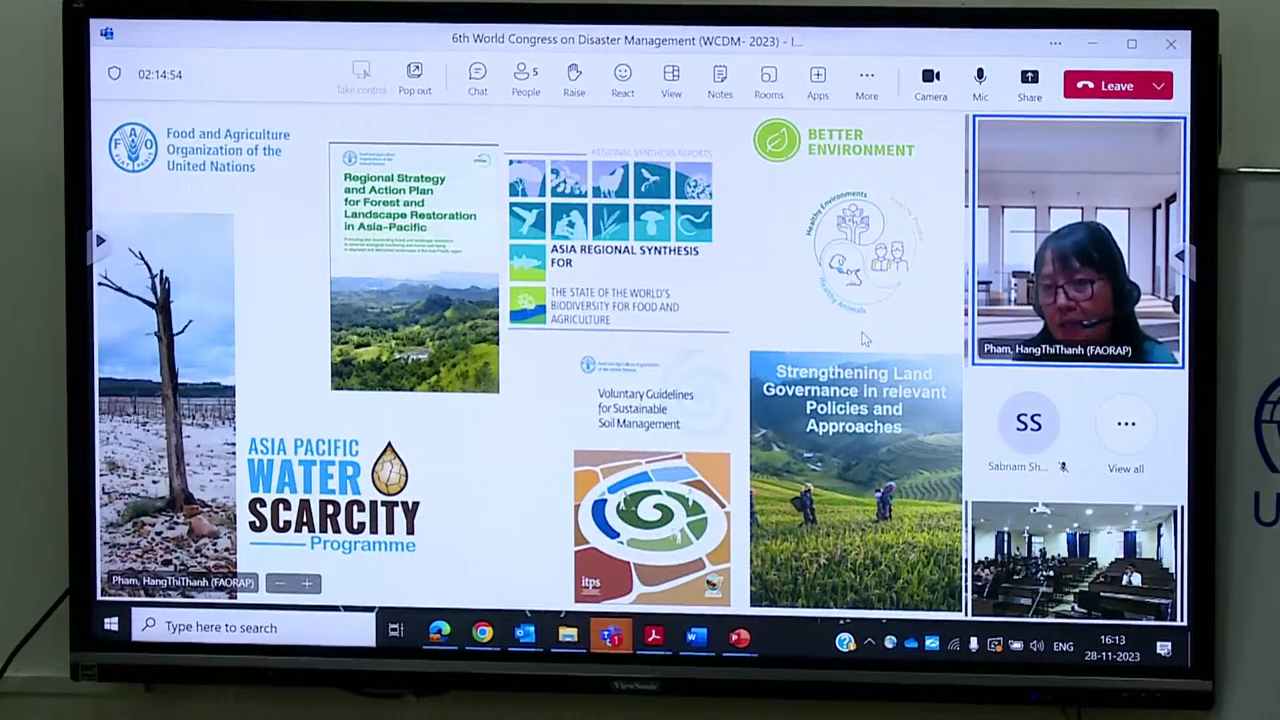 6th World Congress on Disaster Management (WCDM- 2023) - I...
02:14:54
Take control
Pop out
Chat
5
People
Raise
React
View
Notes
Rooms
Apps
More
Camera
Mic
Share
Leave
FAO
Food and Agriculture
Organization of the
United Nations
Regional Strategy
and Action Plan
for Forest and
Landscape Restoration
in Asia-Pacific
REGIONAL SYNTHESIS REPORTS
ASIA REGIONAL SYNTHESIS
FOR
THE STATE OF THE WORLD'S
BIODIVERSITY FOR FOOD AND
AGRICULTURE
BETTER
ENVIRONMENT
Healthy Environments
Healthy People
Healthy Animals
Pham, HangThiThanh (FAORAP)
SS
Sabnam Sh...
View all
Voluntary Guidelines
for Sustainable
Soil Management
itps
Strengthening Land
Governance in relevant
Policies and
Approaches
ASIA PACIFIC
WATER
SCARCITY
Programme
Pham, HangThiThanh (FAORAP)
Type here to search
1
ENG
16:13
28-11-2023
ViewSonic
U